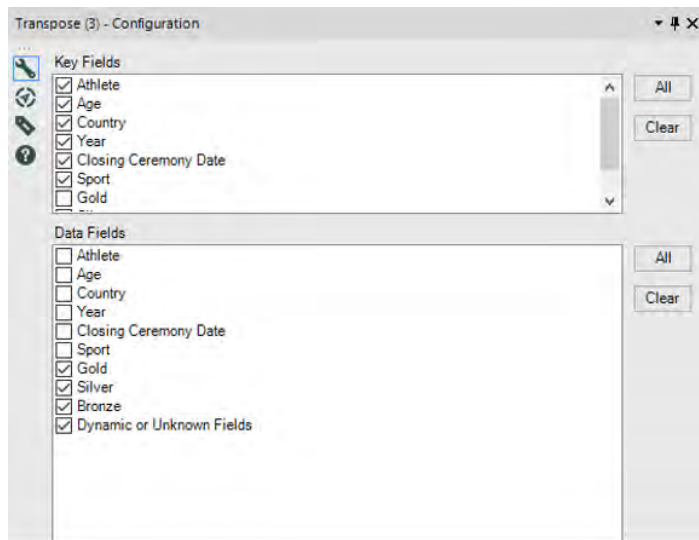 Transpose (3) - Configuration
Key Fields
Athlete
All
Age
Country
Clear
Year
Closing Ceremony Date
Sport
Gold
Data Fields
Athlete
All
Age
Country
Clear
Year
Closing Ceremony Date
Sport
Gold
Silver
Bronze
Dynamic or Unknown Fields